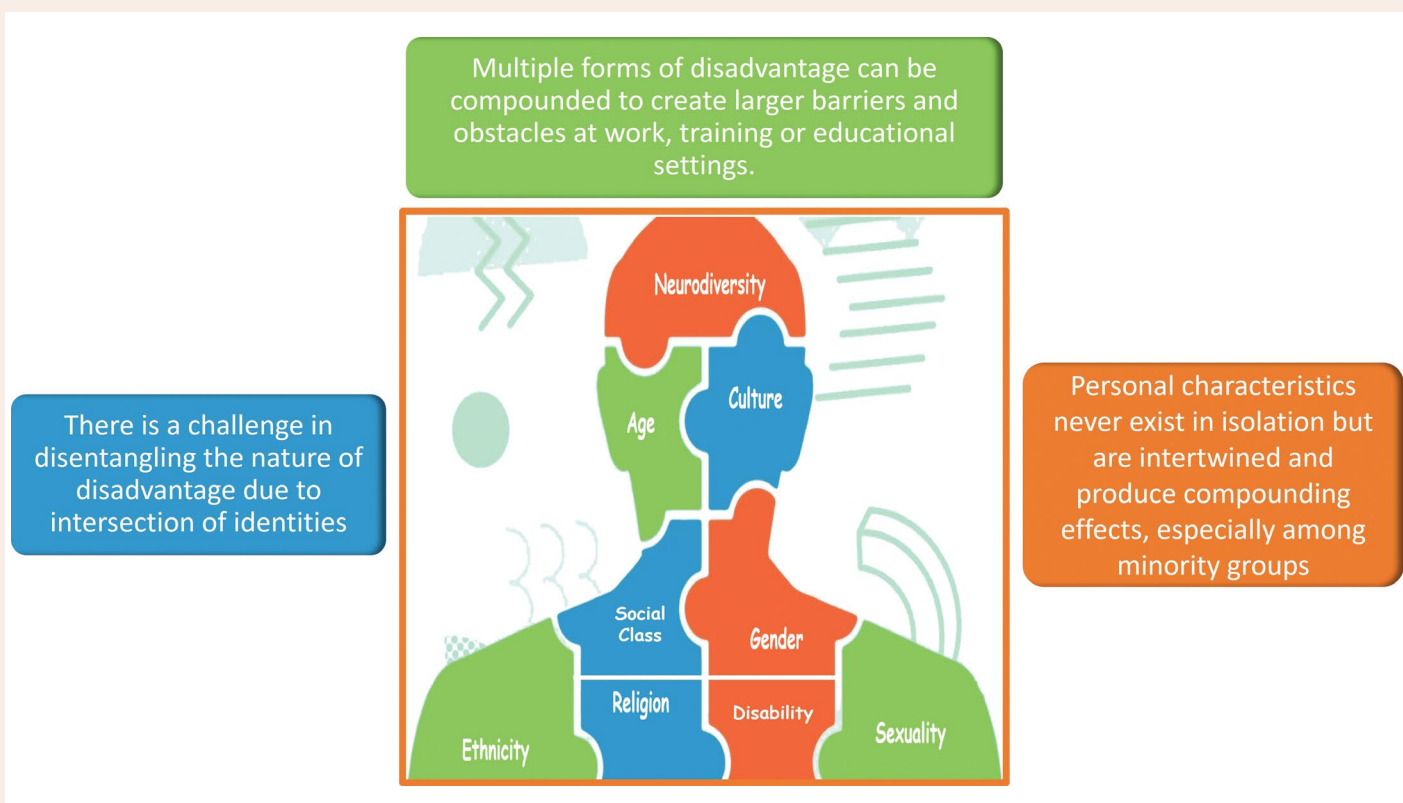 Multiple forms of disadvantage can be
compounded to create larger barriers and
obstacles at work, training or educational
settings.
There is a challenge in
disentangling the nature of
disadvantage due to
intersection of identities
Neurodiversity
Age
Culture
Social
Class
Gender
Religion
Disability
Ethnicity
Sexuality
Personal characteristics
never exist in isolation but
are intertwined and
produce compounding
effects, especially among
minority groups